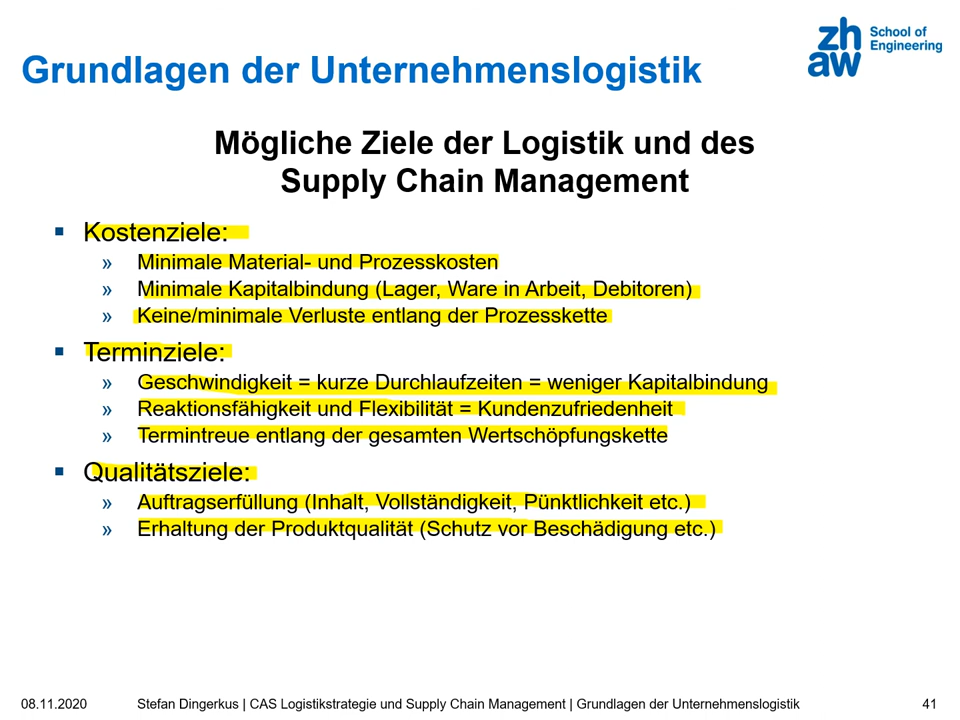 Grundlagen der Unternehmenslogistik
zh
aw
School of
Engineering
Mögliche Ziele der Logistik und des
Supply Chain Management
▪ Kostenziele:
» Minimale Material- und Prozesskosten
» Minimale Kapitalbindung (Lager, Ware in Arbeit, Debitoren)
» Keine/minimale Verluste entlang der Prozesskette
▪ Terminziele:
» Geschwindigkeit = kurze Durchlaufzeiten = weniger Kapitalbindung
» Reaktionsfähigkeit und Flexibilität = Kundenzufriedenheit
» Termintreue entlang der gesamten Wertschöpfungskette
▪ Qualitätsziele:
» Auftragserfüllung (Inhalt, Vollständigkeit, Pünktlichkeit etc.)
» Erhaltung der Produktqualität (Schutz vor Beschädigung etc.)
08.11.2020 Stefan Dingerkus | CAS Logistikstrategie und Supply Chain Management | Grundlagen der Unternehmenslogistik 41